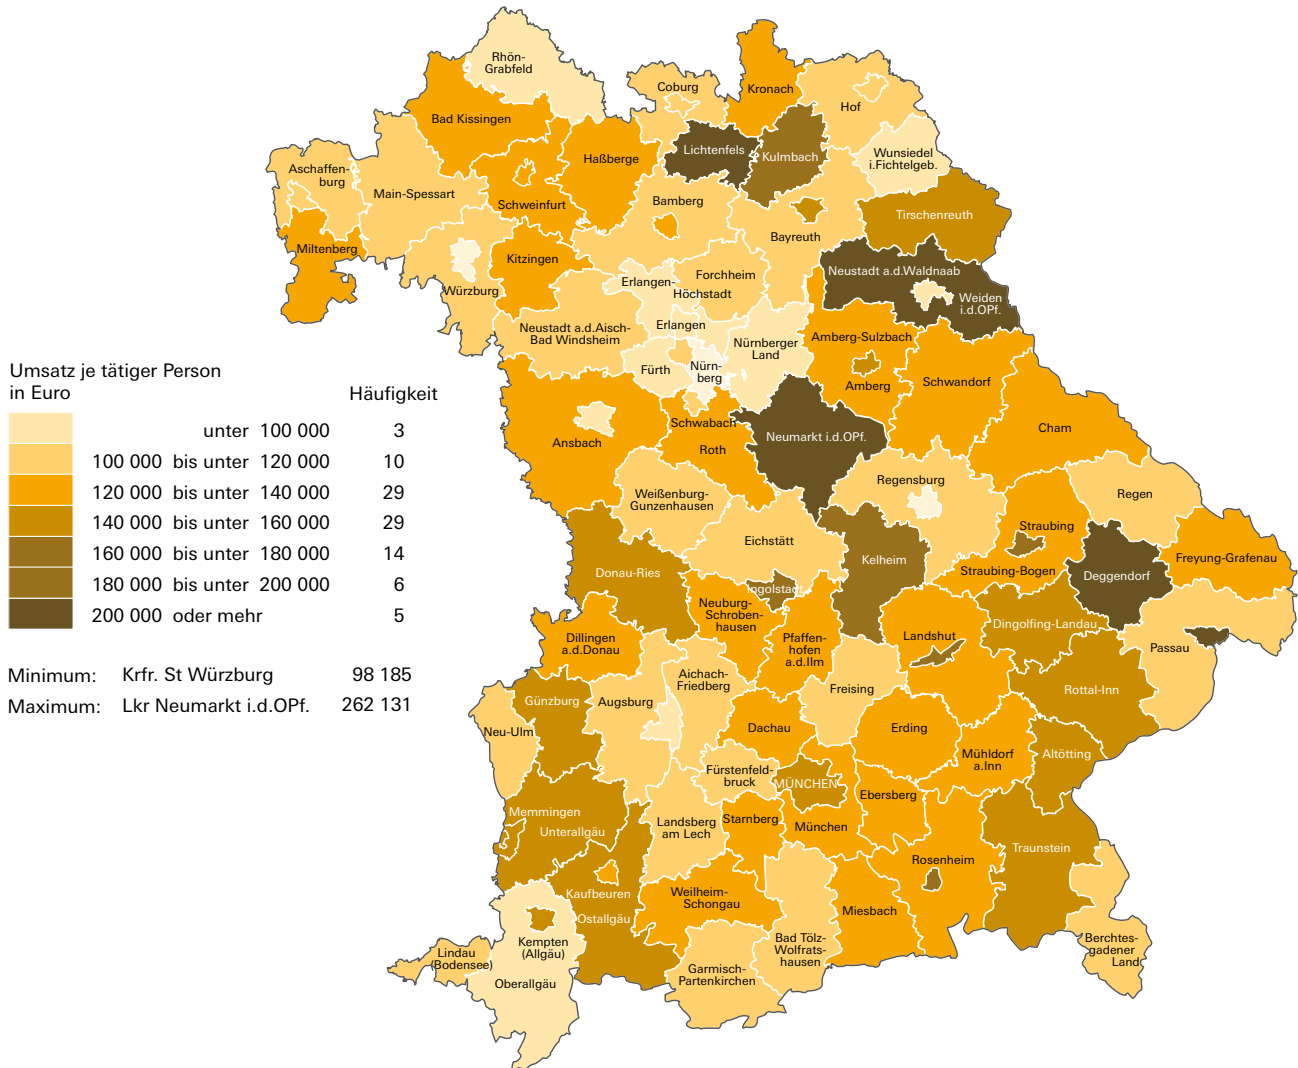 Umsatz je tätiger Person
in Euro
Häufigkeit
unter 100 000 3
100 000 bis unter 120 000 10
120 000 bis unter 140 000 29
140 000 bis unter 160 000 29
160 000 bis unter 180 000 14
180 000 bis unter 200 000 6
200 000 oder mehr 5
Minimum: Krfr. St Würzburg 98 185
Maximum: Lkr Neumarkt i.d.OPf. 262 131
Rhön-
Grabfeld
Coburg
Kronach
Hof
Bad Kissingen
Lichtenfels
Kulmbach
Haßberge
Wunsiedel
i.Fichtelgeb.
Aschaffen-
burg
Main-Spessart
Schweinfurt
Bamberg
Tirschenreuth
Bayreuth
Miltenberg
Kitzingen
Würzburg
Forchheim
Erlangen-
Höchstadt
Neustadt a.d.Waldnaab
Weiden
i.d.OPf.
Neustadt a.d.Aisch-
Bad Windsheim
Erlangen
Nürnberger
Land
Amberg-Sulzbach
Fürth
Nürn-
berg
Amberg
Schwandorf
Schwabach
Roth
Neumarkt i.d.OPf.
Cham
Ansbach
Regensburg
Regen
Weißenburg-
Gunzenhausen
Straubing
Eichstätt
Kelheim
Freyung-Grafenau
Donau-Ries
Straubing-Bogen
Deggendorf
Ingolstadt
Neuburg-
Schroben-
hausen
Pfaffen-
hofen
a.d.Ilm
Dingolfing-Landau
Dillingen
a.d.Donau
Landshut
Passau
Aichach-
Friedberg
Freising
Rottal-Inn
Günzburg
Augsburg
Neu-Ulm
Dachau
Erding
Mühldorf
a.Inn
Altötting
Fürstenfeld-
bruck
MÜNCHEN
Ebersberg
Memmingen
Unterallgäu
Landsberg
am Lech
Starnberg
München
Traunstein
Rosenheim
Kaufbeuren
Ostallgäu
Weilheim-
Schongau
Miesbach
Kempten
(Allgäu)
Lindau
(Bodensee)
Bad Tölz-
Wolfrats-
hausen
Berchtes-
gadener
Land
Garmisch-
Partenkirchen
Oberallgäu